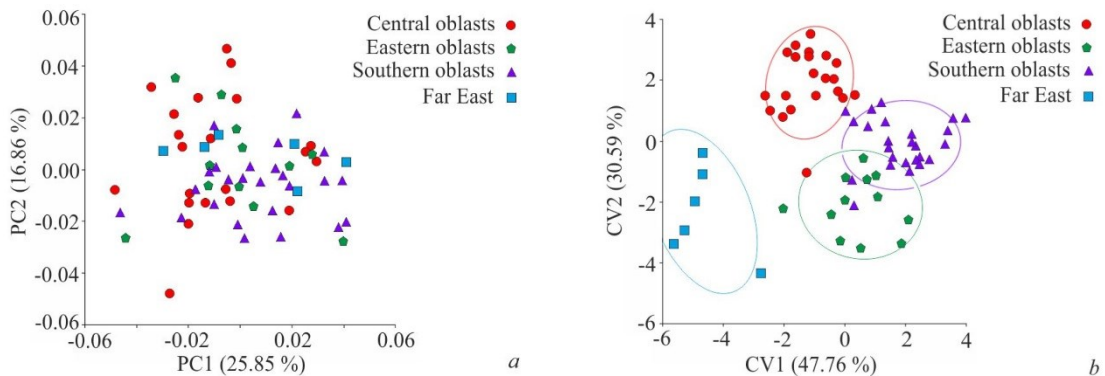 0.06
0.04
0.02
0.00
-0.02
-0.04
-0.06
PC2 (16.86 %)
-0.06
-0.02
0.02
0.06
PC1 (25.85 %)
Central oblasts
Eastern oblasts
Southern oblasts
Far East
a
6
4
2
0
-2
-4
-6
CV2 (30.59 %)
-6
-4
-2
0
2
4
CV1 (47.76 %)
Central oblasts
Eastern oblasts
Southern oblasts
Far East
b